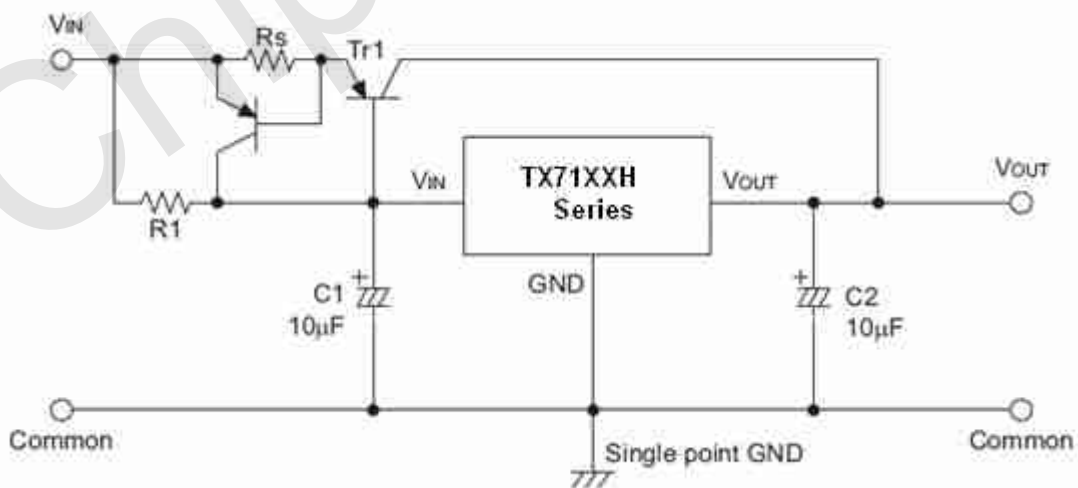 Chip
VIN
Rs
Tr1
R1
VIN
TX71XXH
Series
VOUT
VOUT
GND
C1
10μF
C2
10μF
Common
Single point GND
Common